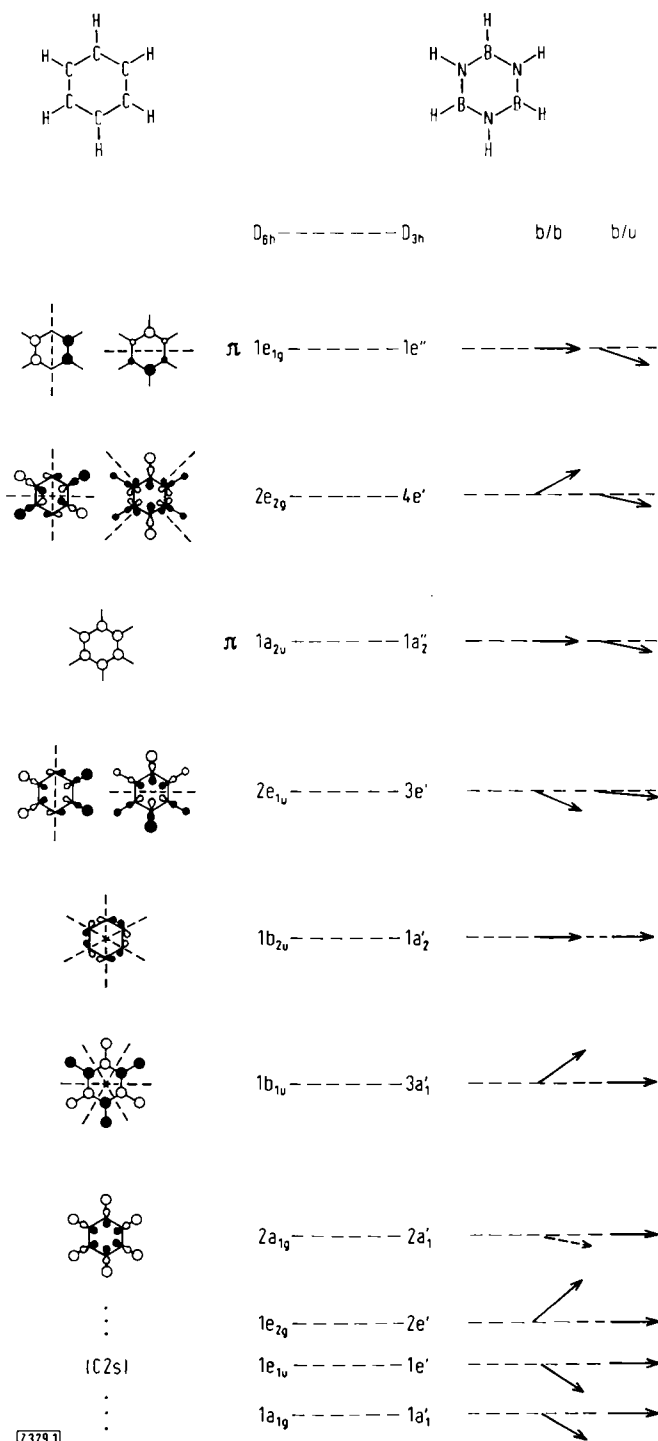 H
H C H
C C
C C
H C H
H
H
H B H
N N
B B
H N H
H
D6h D3h b/b b/u
π 1e1g 1e''
2e2g 4e'
π 1a2u 1a2''
2e1u 3e'
1b2u 1a2'
1b1u 3a1'
2a1g 2a1'
1e2g 2e'
(C2s) 1e1u 1e'
1a1g 1a1'
Z 329.1